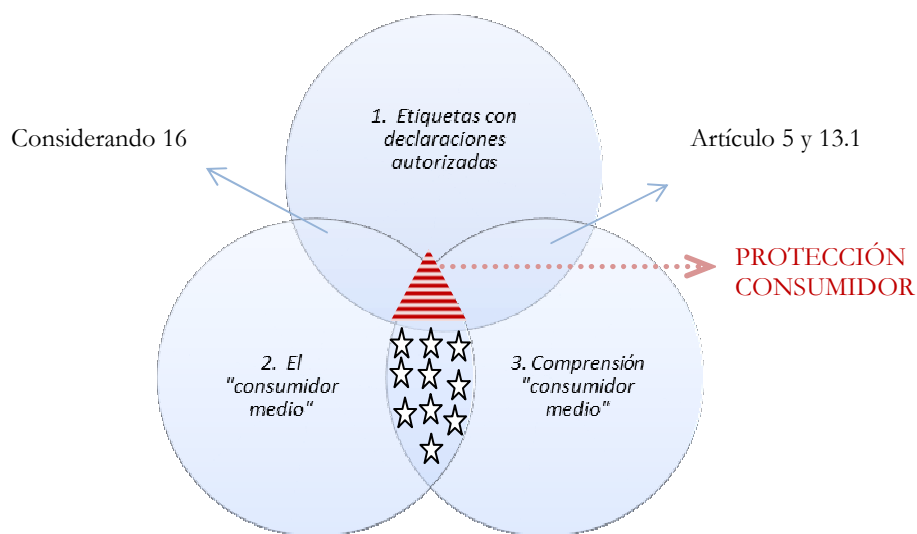 1. Etiquetas con
declaraciones
autorizadas
Considerando 16
Artículo 5 y 13.1
PROTECCIÓN
CONSUMIDOR
2. El
"consumidor
medio"
3. Comprensión
"consumidor
medio"